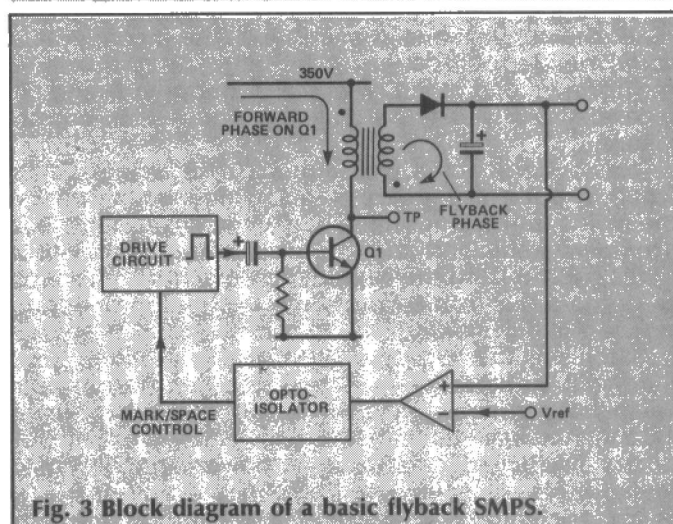 350V
FORWARD
PHASE ON Q1
+
TP
FLYBACK
PHASE
DRIVE
CIRCUIT
+
Q1
OPTO-
ISOLATOR
+
−
Vref
MARK/SPACE
CONTROL
Fig. 3 Block diagram of a basic flyback SMPS.